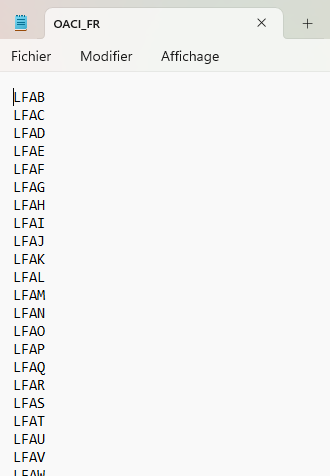 OACI_FR
Fichier Modifier Affichage
LFAB
LFAC
LFAD
LFAE
LFAF
LFAG
LFAH
LFAI
LFAJ
LFAK
LFAL
LFAM
LFAN
LFAO
LFAP
LFAQ
LFAR
LFAS
LFAT
LFAU
LFAV
LFAW